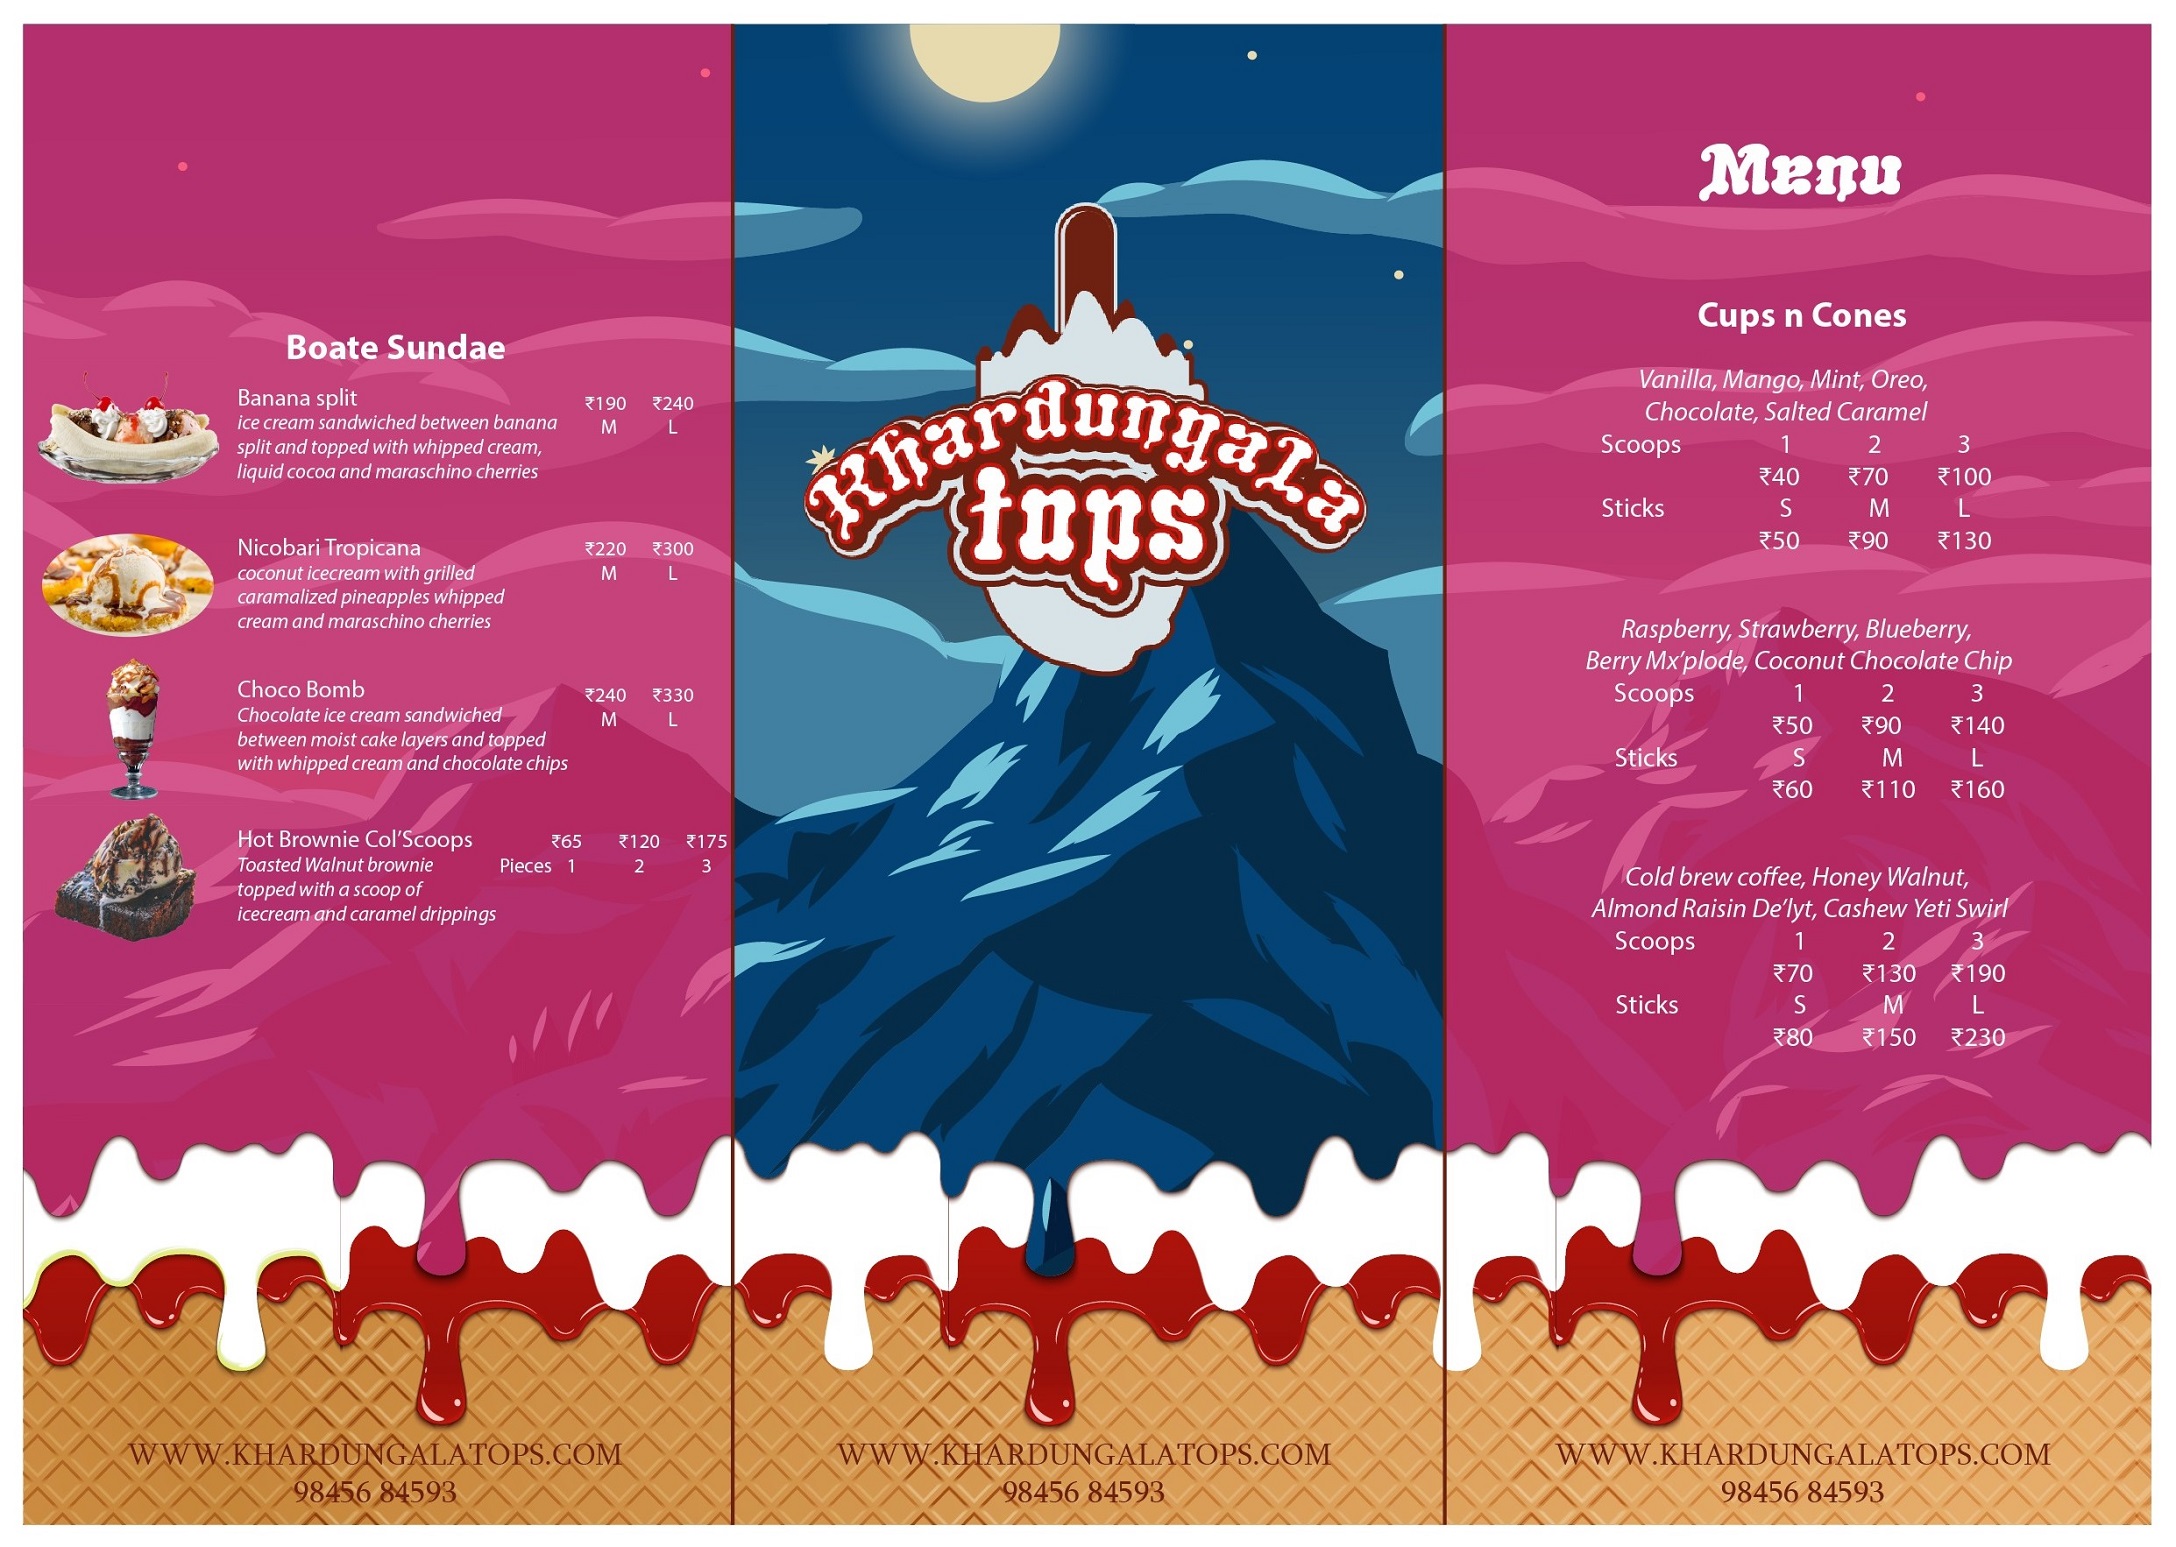 Boate Sundae
Banana split
ice cream sandwiched between banana
split and topped with whipped cream,
liquid cocoa and maraschino cherries
₹190 ₹240
M L
Nicobari Tropicana
coconut icecream with grilled
caramalized pineapples whipped
cream and maraschino cherries
₹220 ₹300
M L
Choco Bomb
Chocolate ice cream sandwiched
between moist cake layers and topped
with whipped cream and chocolate chips
₹240 ₹330
M L
Hot Brownie Col'Scoops
Toasted Walnut brownie
topped with a scoop of
icecream and caramel drippings
₹65 ₹120 ₹175
Pieces 1 2 3
WWW.KHARDUNGALATOPS.COM
98456 84593
Khardungala
tops
WWW.KHARDUNGALATOPS.COM
98456 84593
Menu
Cups n Cones
Vanilla, Mango, Mint, Oreo,
Chocolate, Salted Caramel
Scoops 1 2 3
₹40 ₹70 ₹100
Sticks S M L
₹50 ₹90 ₹130
Raspberry, Strawberry, Blueberry,
Berry Mx'plode, Coconut Chocolate Chip
Scoops 1 2 3
₹50 ₹90 ₹140
Sticks S M L
₹60 ₹110 ₹160
Cold brew coffee, Honey Walnut,
Almond Raisin De'lyt, Cashew Yeti Swirl
Scoops 1 2 3
₹70 ₹130 ₹190
Sticks S M L
₹80 ₹150 ₹230
WWW.KHARDUNGALATOPS.COM
98456 84593